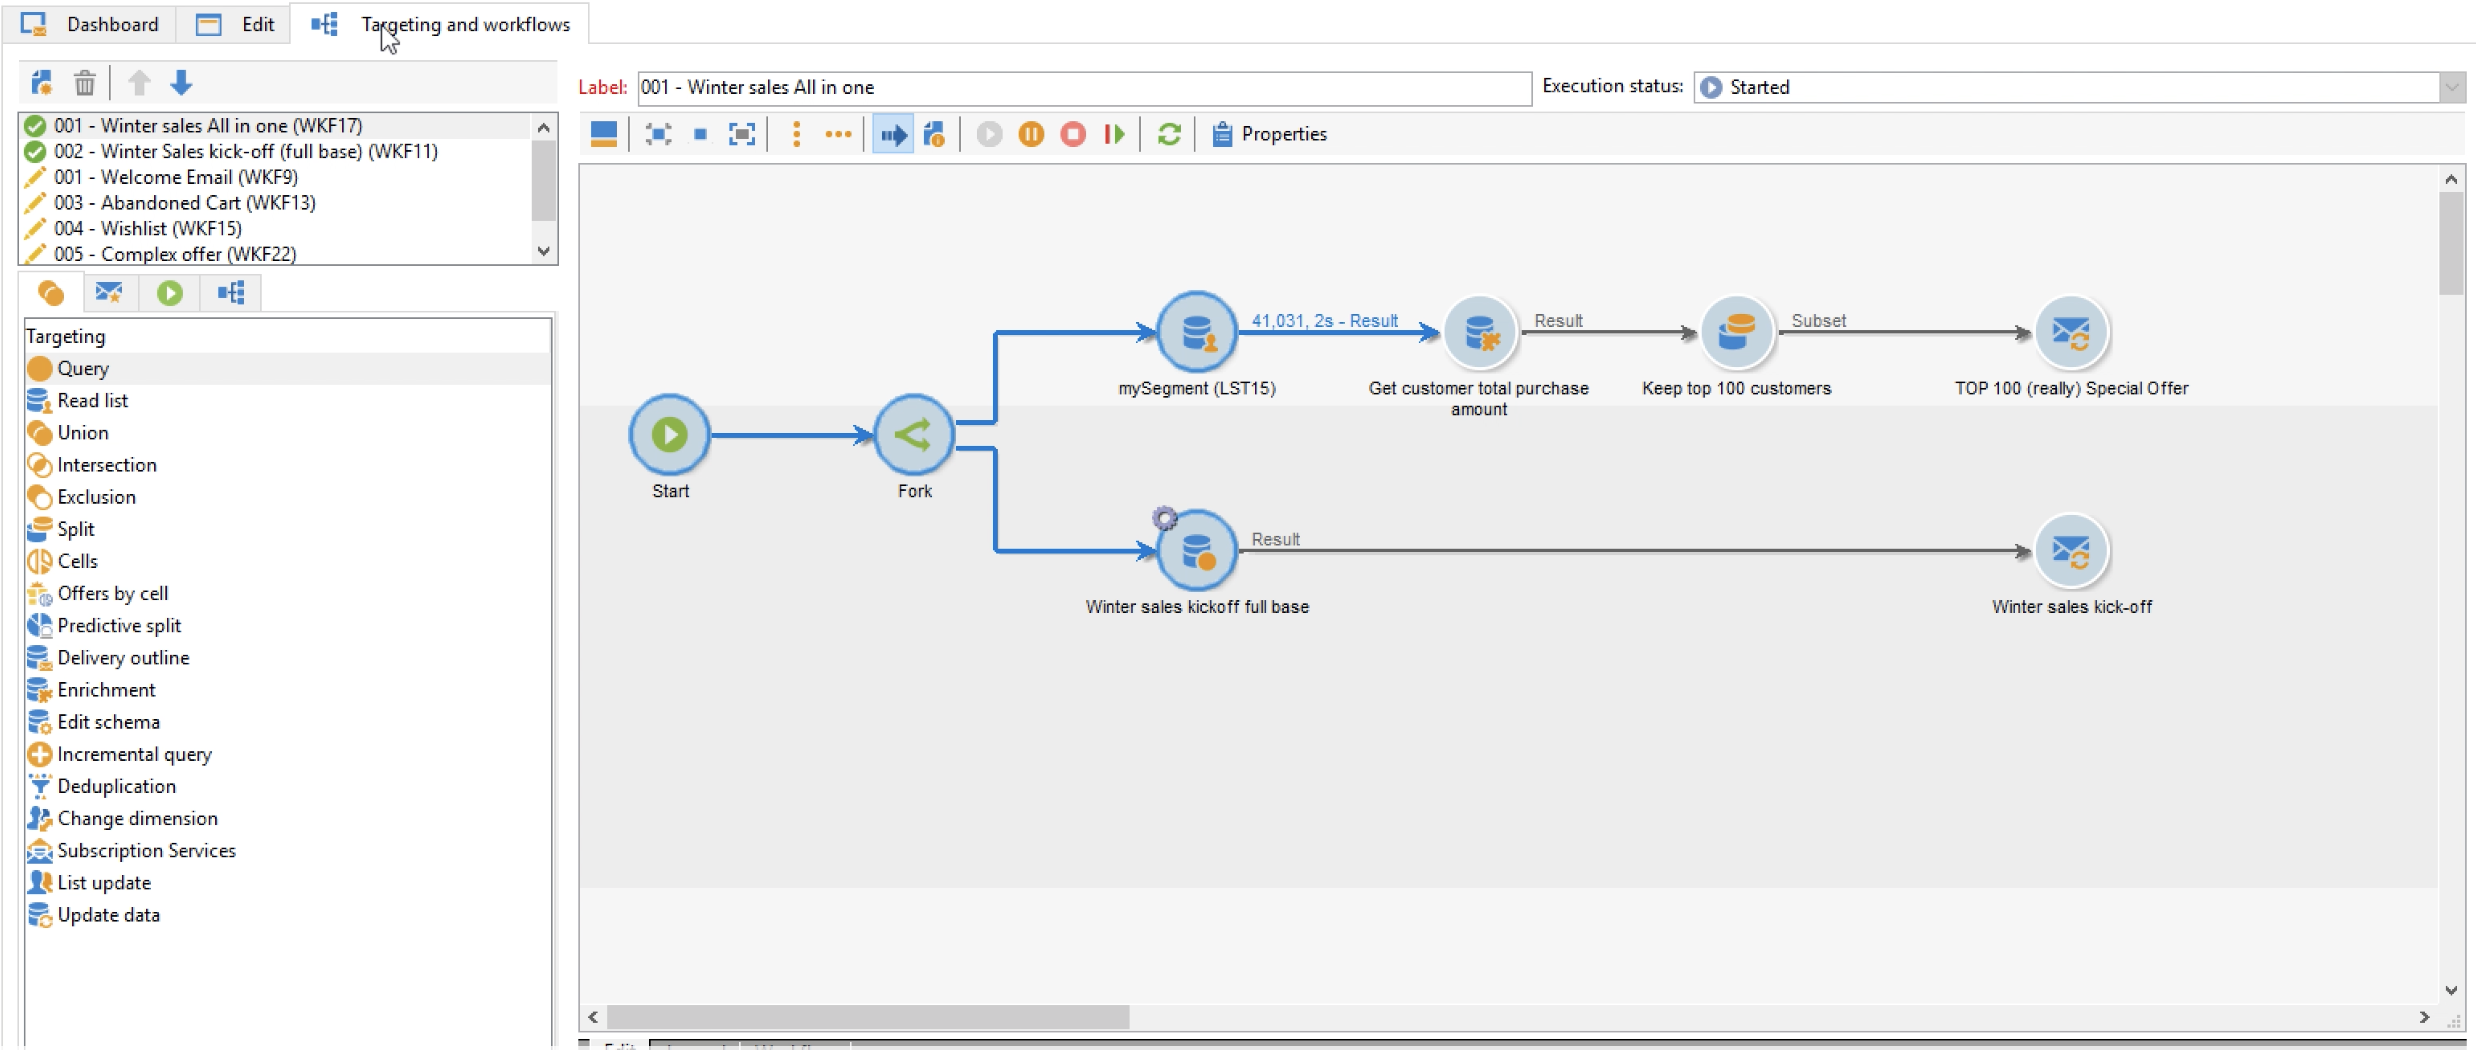 Dashboard
Edit
Targeting and workflows
Label:
001 - Winter sales All in one
Execution status:
Started
001 - Winter sales All in one (WKF17)
002 - Winter Sales kick-off (full base) (WKF11)
001 - Welcome Email (WKF9)
003 - Abandoned Cart (WKF13)
004 - Wishlist (WKF15)
005 - Complex offer (WKF22)
Properties
Targeting
Query
Read list
Union
Intersection
Exclusion
Split
Cells
Offers by cell
Predictive split
Delivery outline
Enrichment
Edit schema
Incremental query
Deduplication
Change dimension
Subscription Services
List update
Update data
41,031, 2s - Result
Result
Subset
mySegment (LST15)
Get customer total purchase
amount
Keep top 100 customers
TOP 100 (really) Special Offer
Start
Fork
Result
Winter sales kickoff full base
Winter sales kick-off
Edit